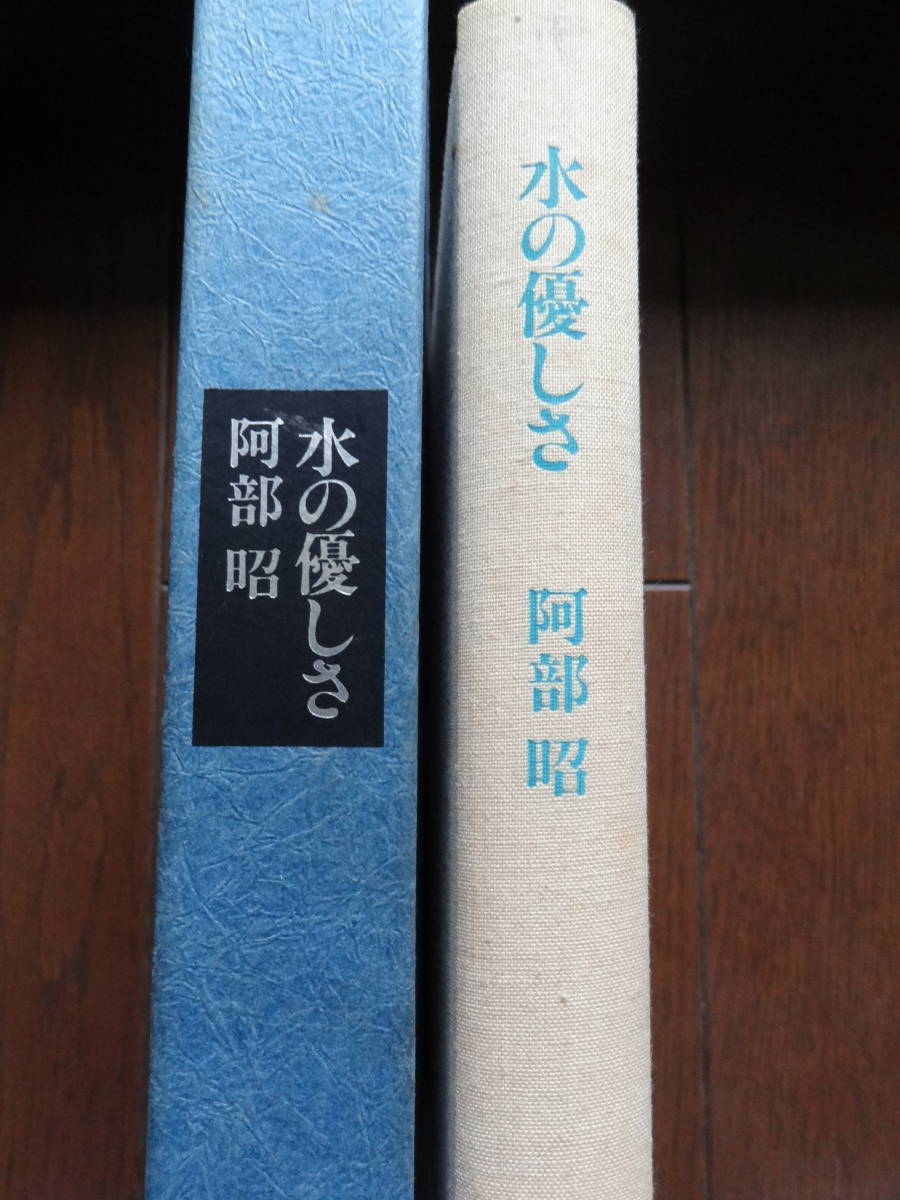 水の優しさ
阿部 昭
水の優しさ 阿部 昭